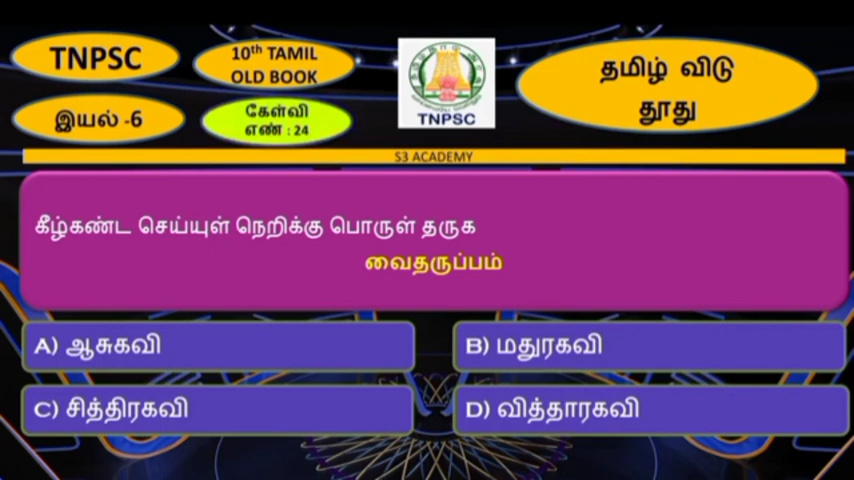 TNPSC
10th TAMIL
OLD BOOK
TNPSC
தமிழ் விடு
தூது
இயல் -6
கேள்வி
எண் : 24
S3 ACADEMY
கீழ்கண்ட செய்யுள் நெறிக்கு பொருள் தருக
வைதருப்பம்
A) ஆசுகவி
B) மதுரகவி
C) சித்திரகவி
D) வித்தாரகவி